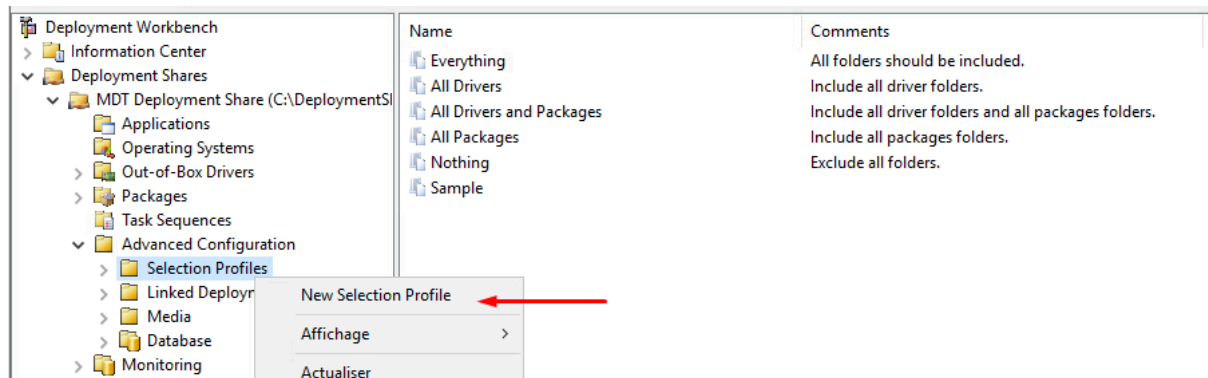 Deployment Workbench
Information Center
Deployment Shares
MDT Deployment Share (C:\DeploymentSl
Applications
Operating Systems
Out-of-Box Drivers
Packages
Task Sequences
Advanced Configuration
Selection Profiles
Linked Deployr
Media
Database
Monitoring
Name Comments
Everything All folders should be included.
All Drivers Include all driver folders.
All Drivers and Packages Include all driver folders and all packages folders.
All Packages Include all packages folders.
Nothing Exclude all folders.
Sample
New Selection Profile
Affichage
Actualiser